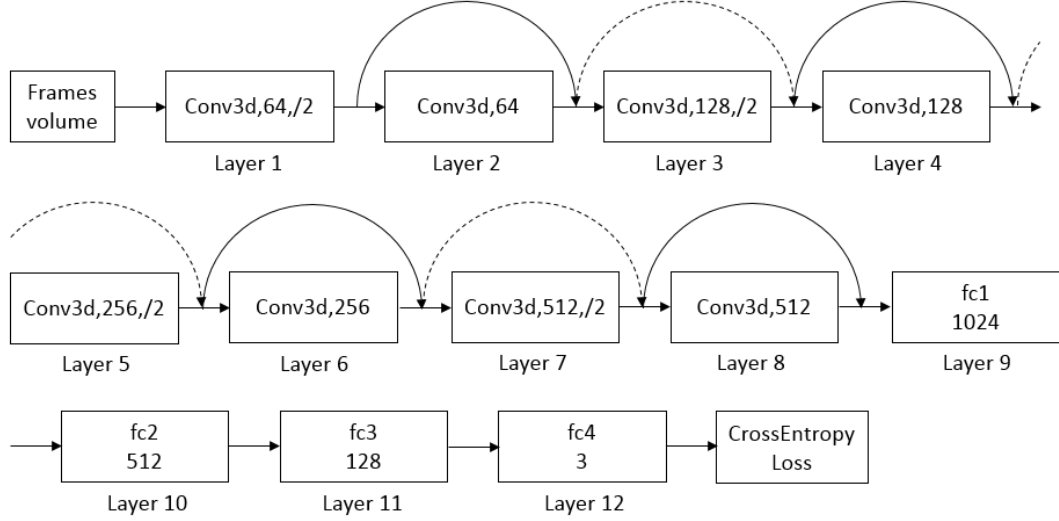 Frames
volume
Conv3d,64,/2
Conv3d,64
Conv3d,128,/2
Conv3d,128
Layer 1
Layer 2
Layer 3
Layer 4
Conv3d,256,/2
Conv3d,256
Conv3d,512,/2
Conv3d,512
fc1
1024
Layer 5
Layer 6
Layer 7
Layer 8
Layer 9
fc2
512
fc3
128
fc4
3
CrossEntropy
Loss
Layer 10
Layer 11
Layer 12